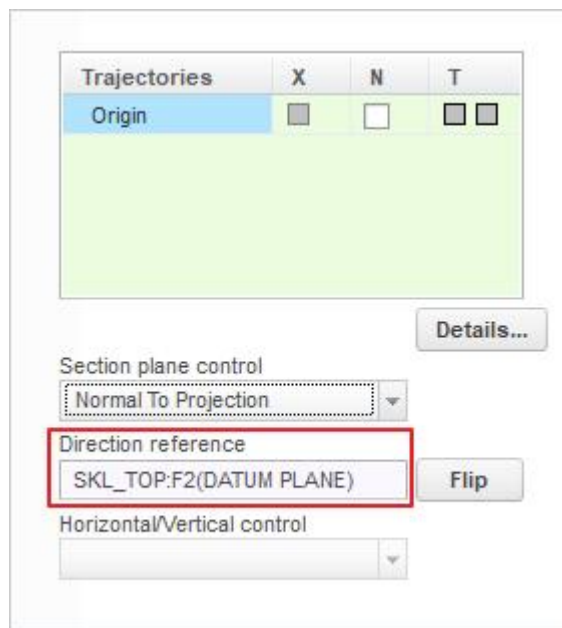 Trajectories X N T
Origin
Details...
Section plane control
Normal To Projection
Direction reference
SKL_TOP:F2(DATUM PLANE) Flip
Horizontal/Vertical control